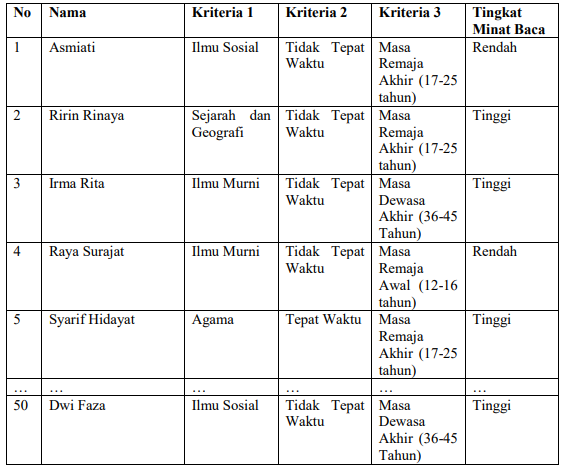 No Nama Kriteria 1 Kriteria 2 Kriteria 3 Tingkat
Minat Baca
1 Asmiati Ilmu Sosial Tidak Tepat Masa Rendah
Waktu Remaja
Akhir (17-25
tahun)
2 Ririn Rinaya Sejarah dan Tidak Tepat Masa Tinggi
Geografi Waktu Remaja
Akhir (17-25
tahun)
3 Irma Rita Ilmu Murni Tidak Tepat Masa Tinggi
Waktu Dewasa
Akhir (36-45
Tahun)
4 Raya Surajat Ilmu Murni Tidak Tepat Masa Rendah
Waktu Remaja
Awal (12-16
tahun)
5 Syarif Hidayat Agama Tepat Waktu Masa Tinggi
Remaja
Akhir (17-25
tahun)
… … … … … …
50 Dwi Faza Ilmu Sosial Tidak Tepat Masa Tinggi
Waktu Dewasa
Akhir (36-45
Tahun)